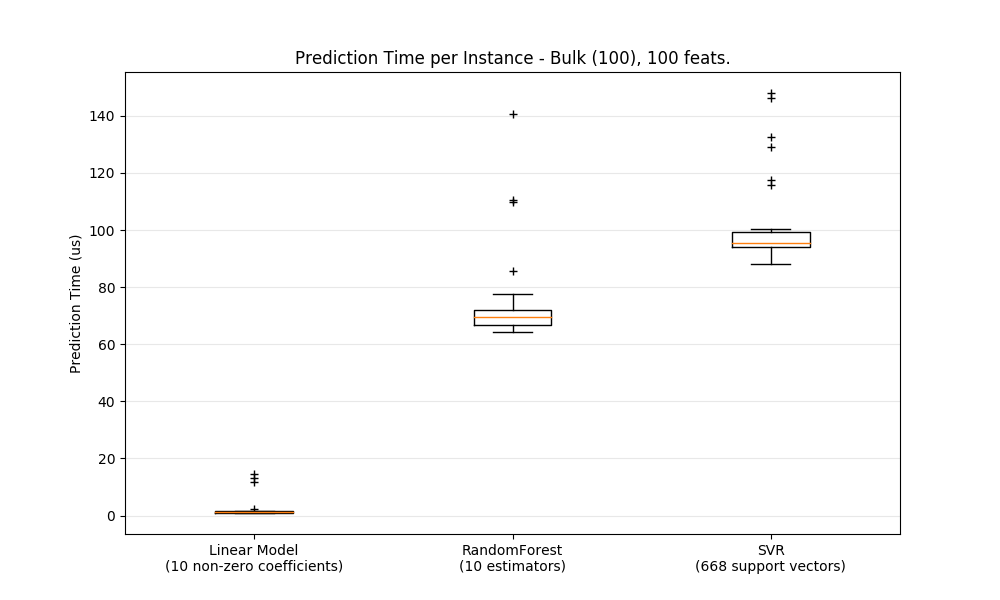 Prediction Time per Instance - Bulk (100), 100 feats.
Prediction Time (us)
140
120
100
80
60
40
20
0
Linear Model
(10 non-zero coefficients)
RandomForest
(10 estimators)
SVR
(668 support vectors)